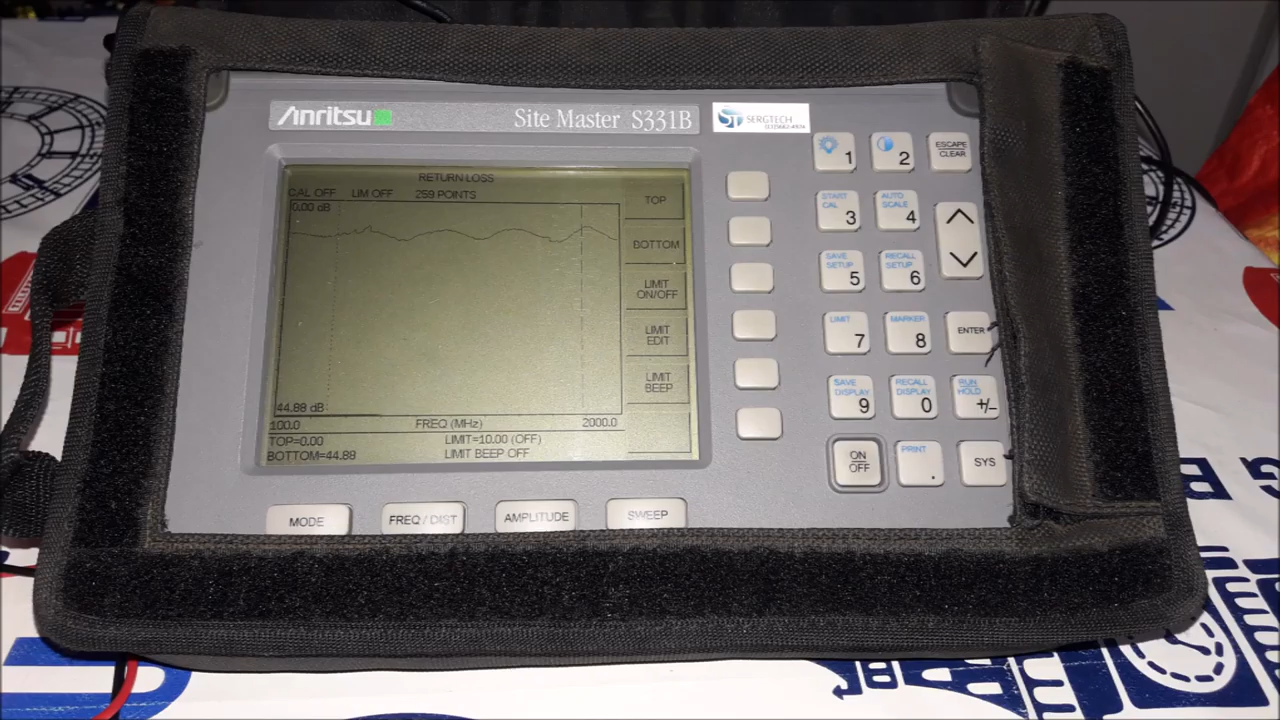 Anritsu
Site Master S331B
ST SERGTECH
RETURN LOSS
CAL OFF LIM OFF 259 POINTS
0.00 dB
44.88 dB
100.0 FREQ (MHz) 2000.0
TOP=0.00 LIMIT=10.00 (OFF)
BOTTOM=44.88 LIMIT BEEP OFF
TOP
BOTTOM
LIMIT
ON/OFF
LIMIT
EDIT
LIMIT
BEEP
1
2
ESCAPE
CLEAR
START
CAL
3
AUTO
SCALE
4
SAVE
SETUP
5
RECALL
SETUP
6
LIMIT
7
MARKER
8
ENTER
SAVE
DISPLAY
9
RECALL
DISPLAY
0
RUN
HOLD
+/-
ON
OFF
PRINT
.
SYS
MODE
FREQ / DIST
AMPLITUDE
SWEEP